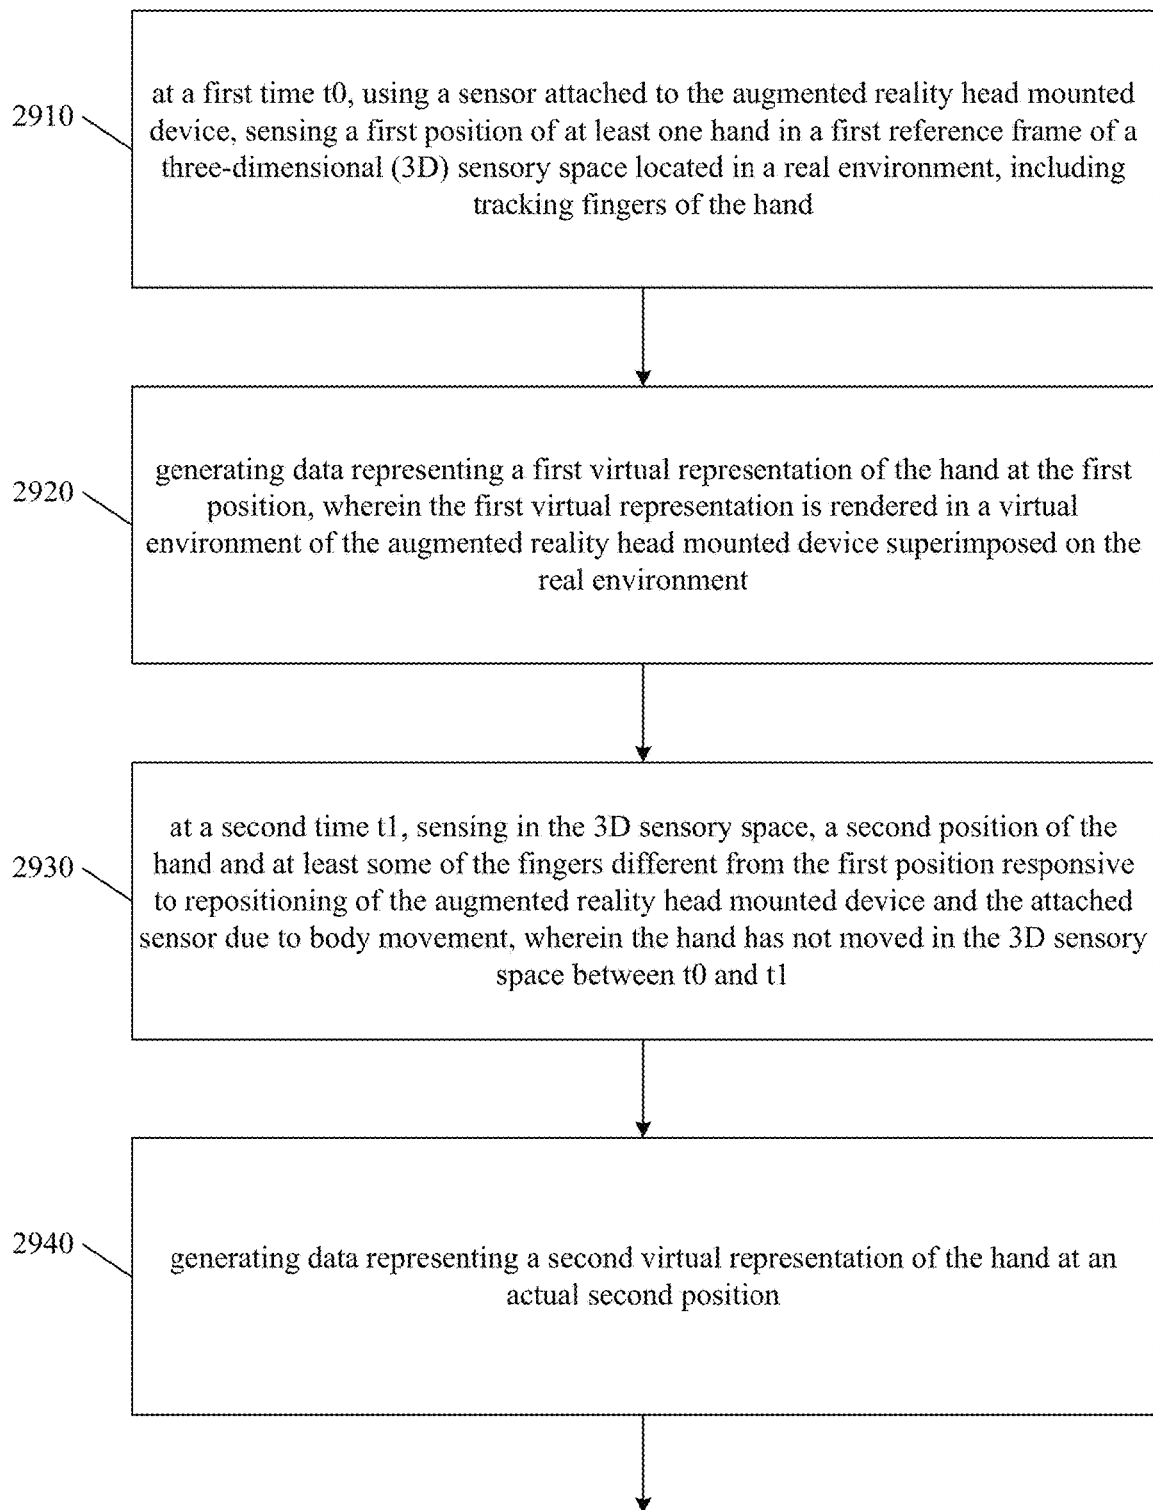 2910
at a first time t0, using a sensor attached to the augmented reality head mounted
device, sensing a first position of at least one hand in a first reference frame of a
three-dimensional (3D) sensory space located in a real environment, including
tracking fingers of the hand
2920
generating data representing a first virtual representation of the hand at the first
position, wherein the first virtual representation is rendered in a virtual
environment of the augmented reality head mounted device superimposed on the
real environment
2930
at a second time t1, sensing in the 3D sensory space, a second position of the
hand and at least some of the fingers different from the first position responsive
to repositioning of the augmented reality head mounted device and the attached
sensor due to body movement, wherein the hand has not moved in the 3D sensory
space between t0 and t1
2940
generating data representing a second virtual representation of the hand at an
actual second position